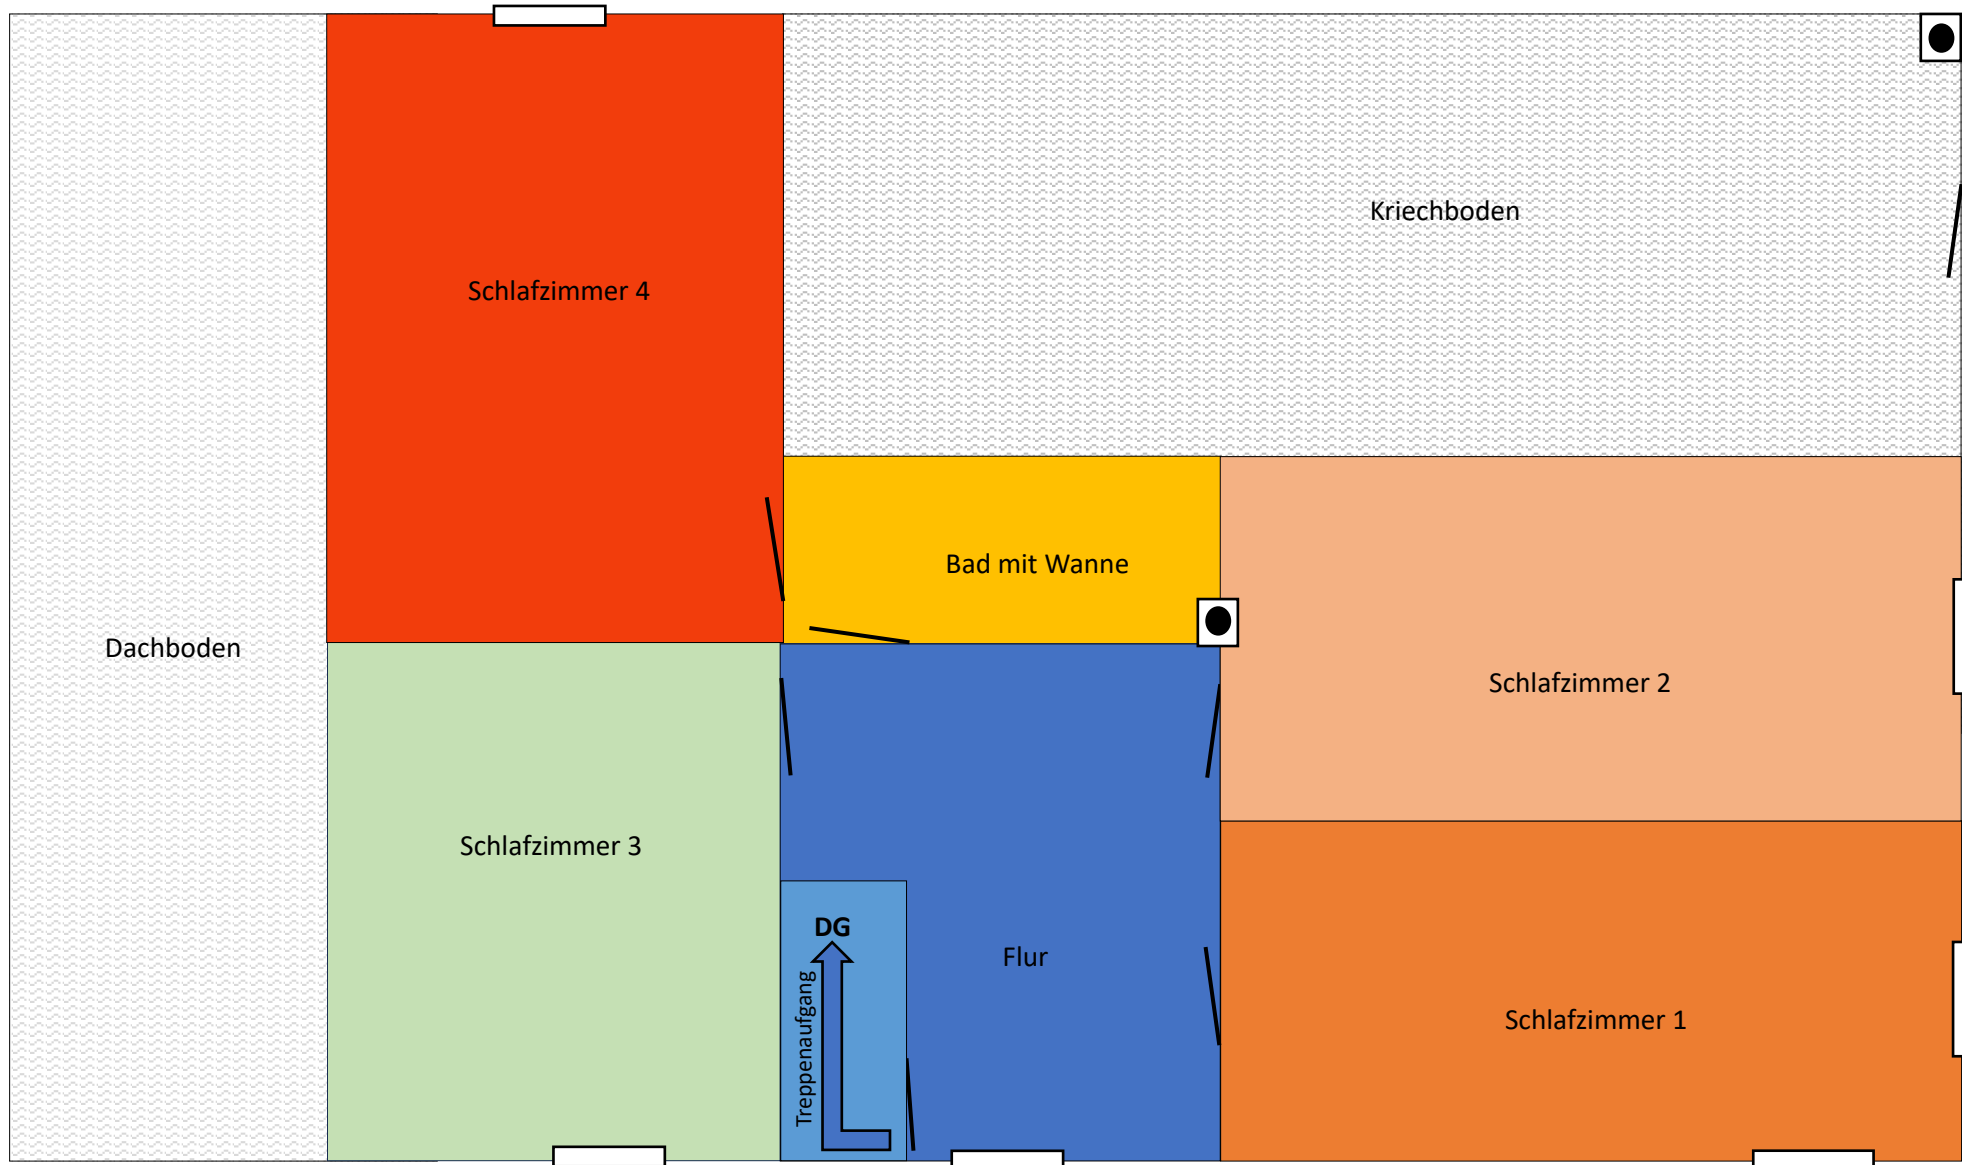 Kriechboden
Schlafzimmer 4
Bad mit Wanne
Dachboden
Schlafzimmer 2
Schlafzimmer 3
DG
Treppenaufgang
Flur
Schlafzimmer 1